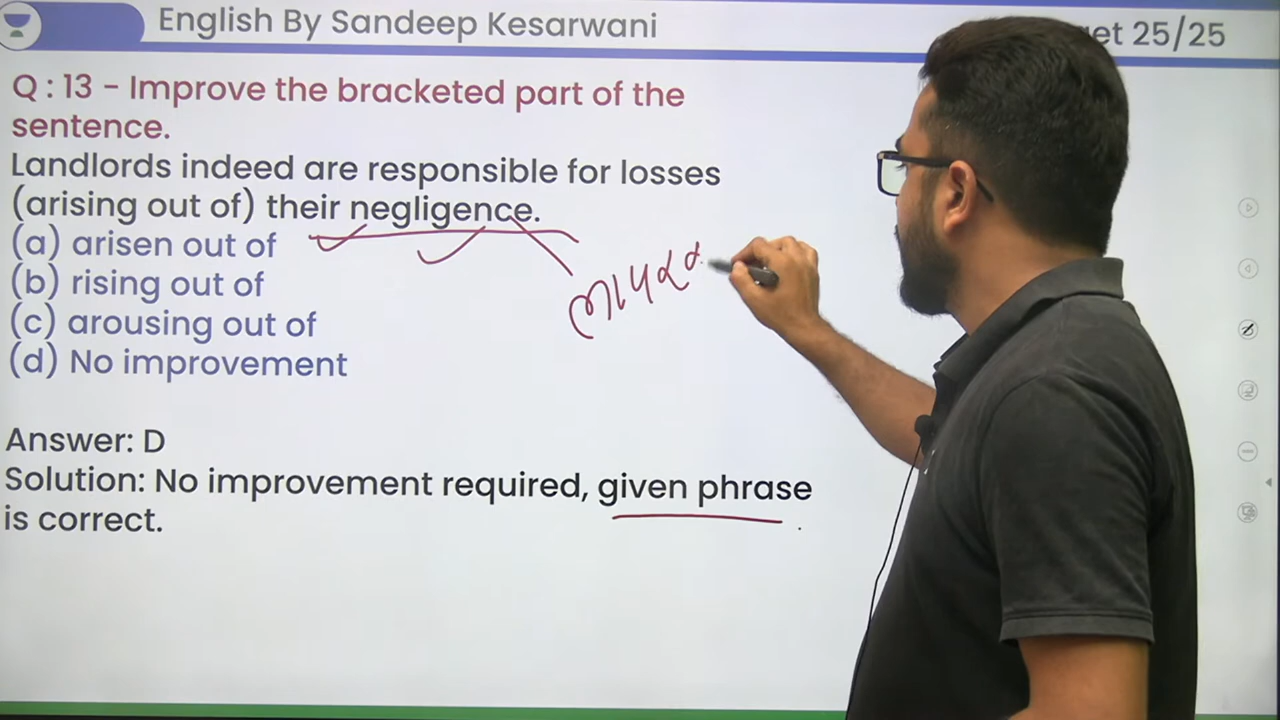 English By Sandeep Kesarwani
et 25/25
Q : 13 - Improve the bracketed part of the
sentence.
Landlords indeed are responsible for losses
(arising out of) their negligence.
(a) arisen out of
(b) rising out of
(c) arousing out of
(d) No improvement
Answer: D
Solution: No improvement required, given phrase
is correct.